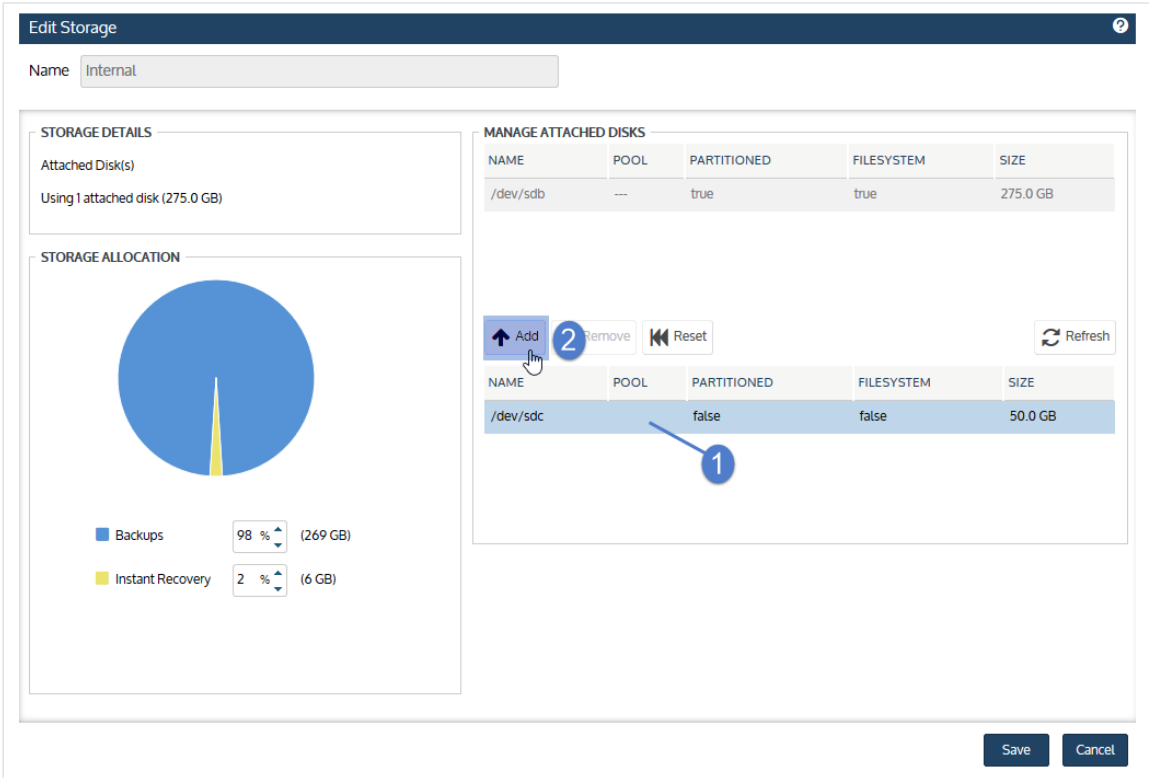 Edit Storage
Name Internal
STORAGE DETAILS
Attached Disk(s)
Using 1 attached disk (275.0 GB)
STORAGE ALLOCATION
Backups 98 % (269 GB)
Instant Recovery 2 % (6 GB)
MANAGE ATTACHED DISKS
NAME POOL PARTITIONED FILESYSTEM SIZE
/dev/sdb --- true true 275.0 GB
Add 2 Remove Reset Refresh
NAME POOL PARTITIONED FILESYSTEM SIZE
/dev/sdc false false 50.0 GB
1
Save Cancel